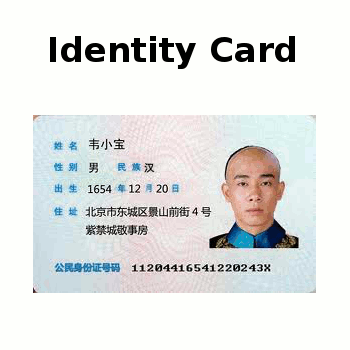 Identity Card
姓 名 韦小宝
性 别 男 民 族 汉
出 生 1654 年 12 月 20 日
住 址 北京市东城区景山前街 4 号
紫禁城敬事房
公民身份证号码 11204416541220243X